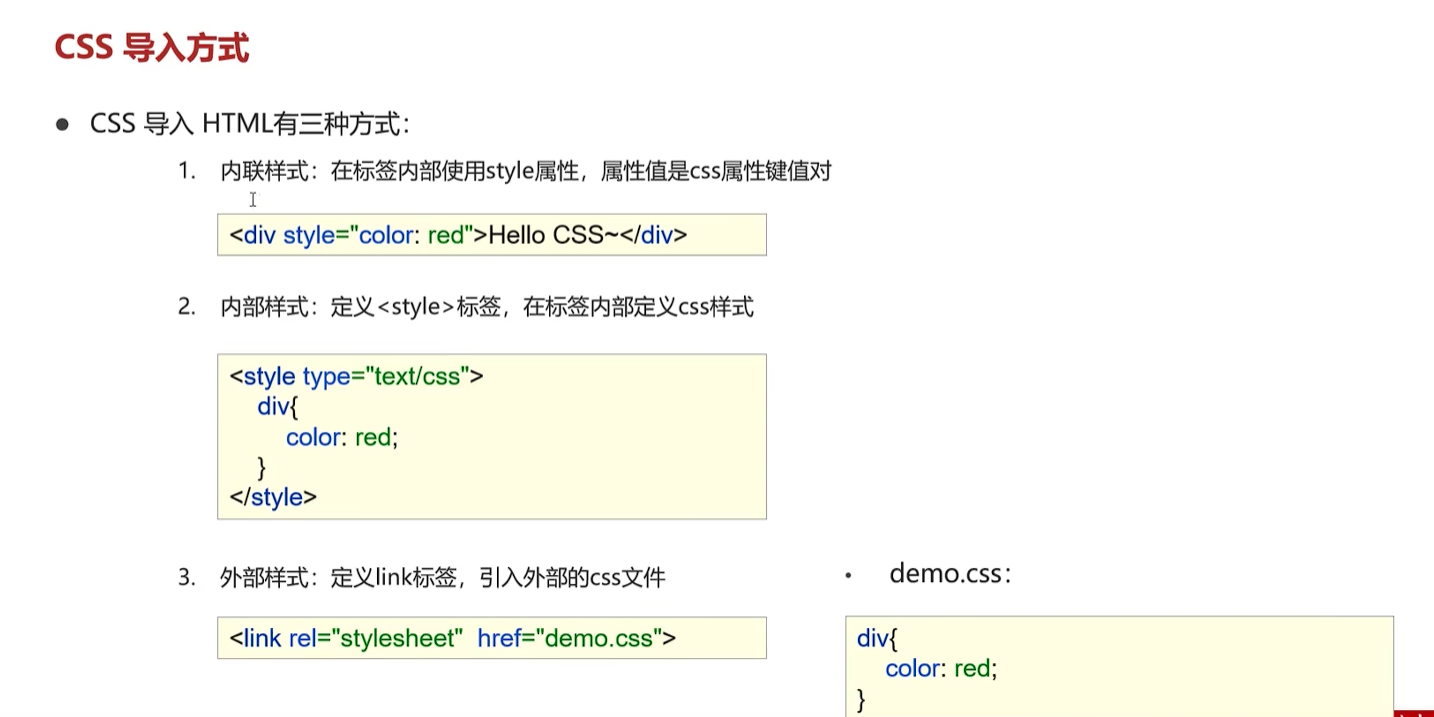 CSS 导入方式
● CSS 导入 HTML有三种方式：
1. 内联样式：在标签内部使用style属性，属性值是css属性键值对
<div style="color: red">Hello CSS~</div>
2. 内部样式：定义<style>标签，在标签内部定义css样式
<style type="text/css">
div{
color: red;
}
</style>
3. 外部样式：定义link标签，引入外部的css文件
<link rel="stylesheet" href="demo.css">
• demo.css：
div{
color: red;
}